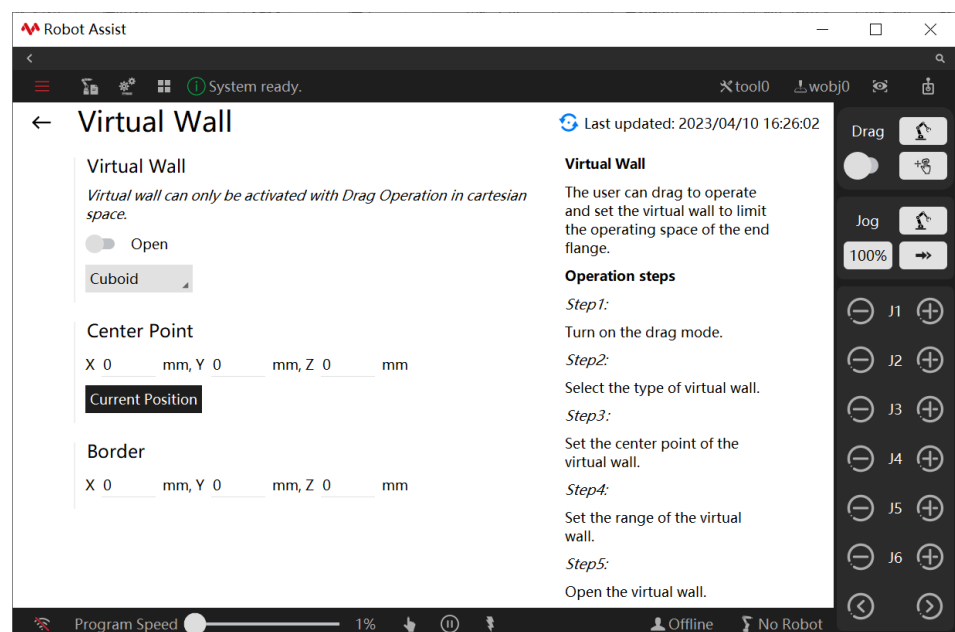 Robot Assist
System ready.
tool0
wobj0
Virtual Wall
Last updated: 2023/04/10 16:26:02
Virtual Wall
Virtual wall can only be activated with Drag Operation in cartesian
space.
Open
Cuboid
Center Point
X 0 mm, Y 0 mm, Z 0 mm
Current Position
Border
X 0 mm, Y 0 mm, Z 0 mm
Virtual Wall
The user can drag to operate
and set the virtual wall to limit
the operating space of the end
flange.
Operation steps
Step1:
Turn on the drag mode.
Step2:
Select the type of virtual wall.
Step3:
Set the center point of the
virtual wall.
Step4:
Set the range of the virtual
wall.
Step5:
Open the virtual wall.
Drag
Jog
100%
J1
J2
J3
J4
J5
J6
Program Speed
1%
Offline
No Robot